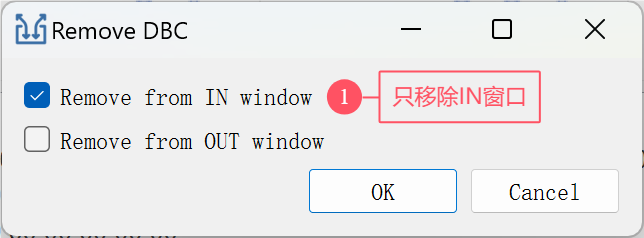 Remove DBC
Remove from IN window 1 只移除IN窗口
Remove from OUT window
OK Cancel